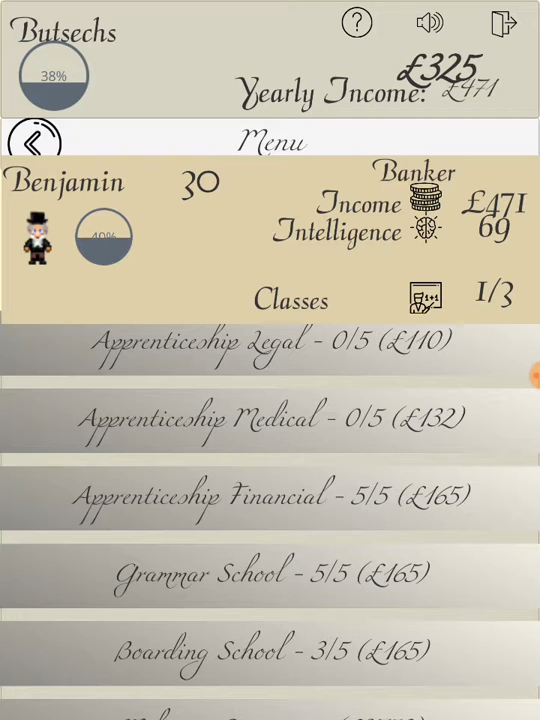 Butsechs
38%
£325
Yearly Income: £471
Menu
Benjamin 30 Banker
Income £471
40%
Intelligence 69
Classes 1+1 1/3
Apprenticeship Legal - 0/5 (£110)
Apprenticeship Medical - 0/5 (£132)
Apprenticeship Financial - 5/5 (£165)
Grammar School - 5/5 (£165)
Boarding School - 3/5 (£165)